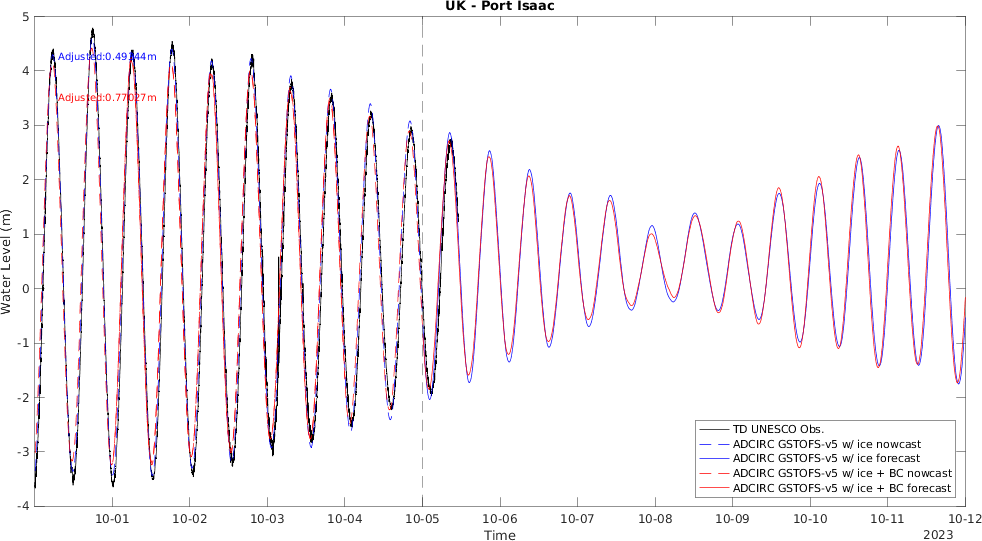 UK - Port Isaac
5
4
3
2
1
0
-1
-2
-3
-4
Water Level (m)
Adjusted:0.77027m
10-01
10-02
10-03
10-04
10-05
10-06
10-07
10-08
10-09
10-10
10-11
10-12
Time
2023
TD UNESCO Obs.
ADCIRC GSTOFS-v5 w/ ice nowcast
ADCIRC GSTOFS-v5 w/ ice forecast
ADCIRC GSTOFS-v5 w/ ice + BC nowcast
ADCIRC GSTOFS-v5 w/ ice + BC forecast